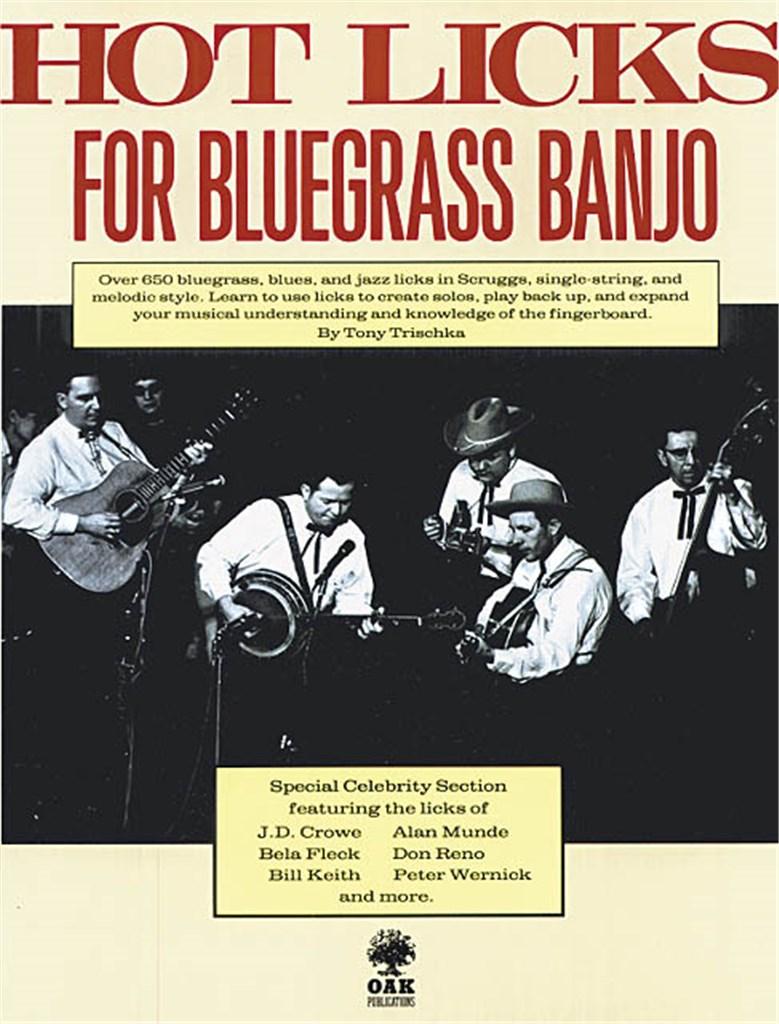 HOT LICKS
FOR BLUEGRASS BANJO
Over 650 bluegrass, blues, and jazz licks in Scruggs, single-string, and
melodic style. Learn to use licks to create solos, play back up, and expand
your musical understanding and knowledge of the fingerboard.
By Tony Trischka
Special Celebrity Section
featuring the licks of
J.D. Crowe Alan Munde
Bela Fleck Don Reno
Bill Keith Peter Wernick
and more.
OAK
PUBLICATIONS